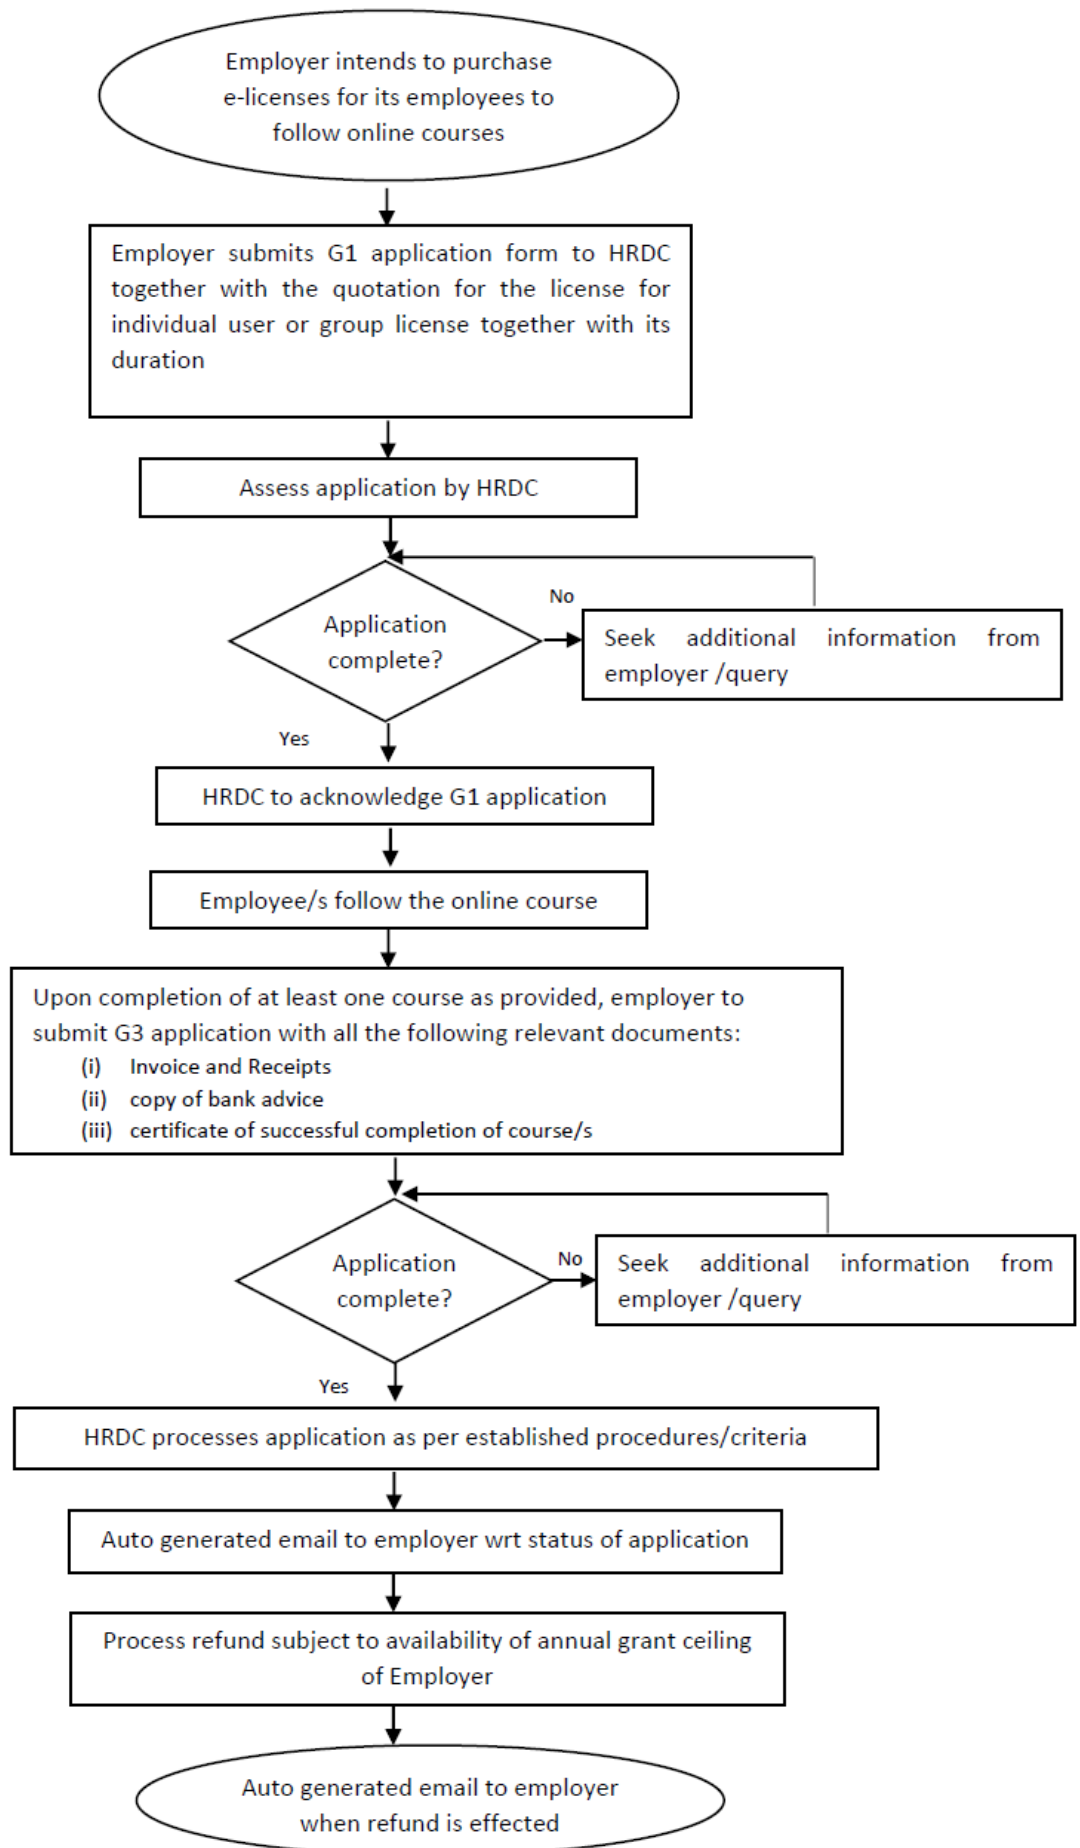 Employer intends to purchase
e-licenses for its employees to
follow online courses
Employer submits G1 application form to HRDC
together with the quotation for the license for
individual user or group license together with its
duration
Assess application by HRDC
Application
complete?
No
Seek additional information from
employer /query
Yes
HRDC to acknowledge G1 application
Employee/s follow the online course
Upon completion of at least one course as provided, employer to
submit G3 application with all the following relevant documents:
(i) Invoice and Receipts
(ii) copy of bank advice
(iii) certificate of successful completion of course/s
Application
complete?
No
Seek additional information from
employer /query
Yes
HRDC processes application as per established procedures/criteria
Auto generated email to employer wrt status of application
Process refund subject to availability of annual grant ceiling
of Employer
Auto generated email to employer
when refund is effected